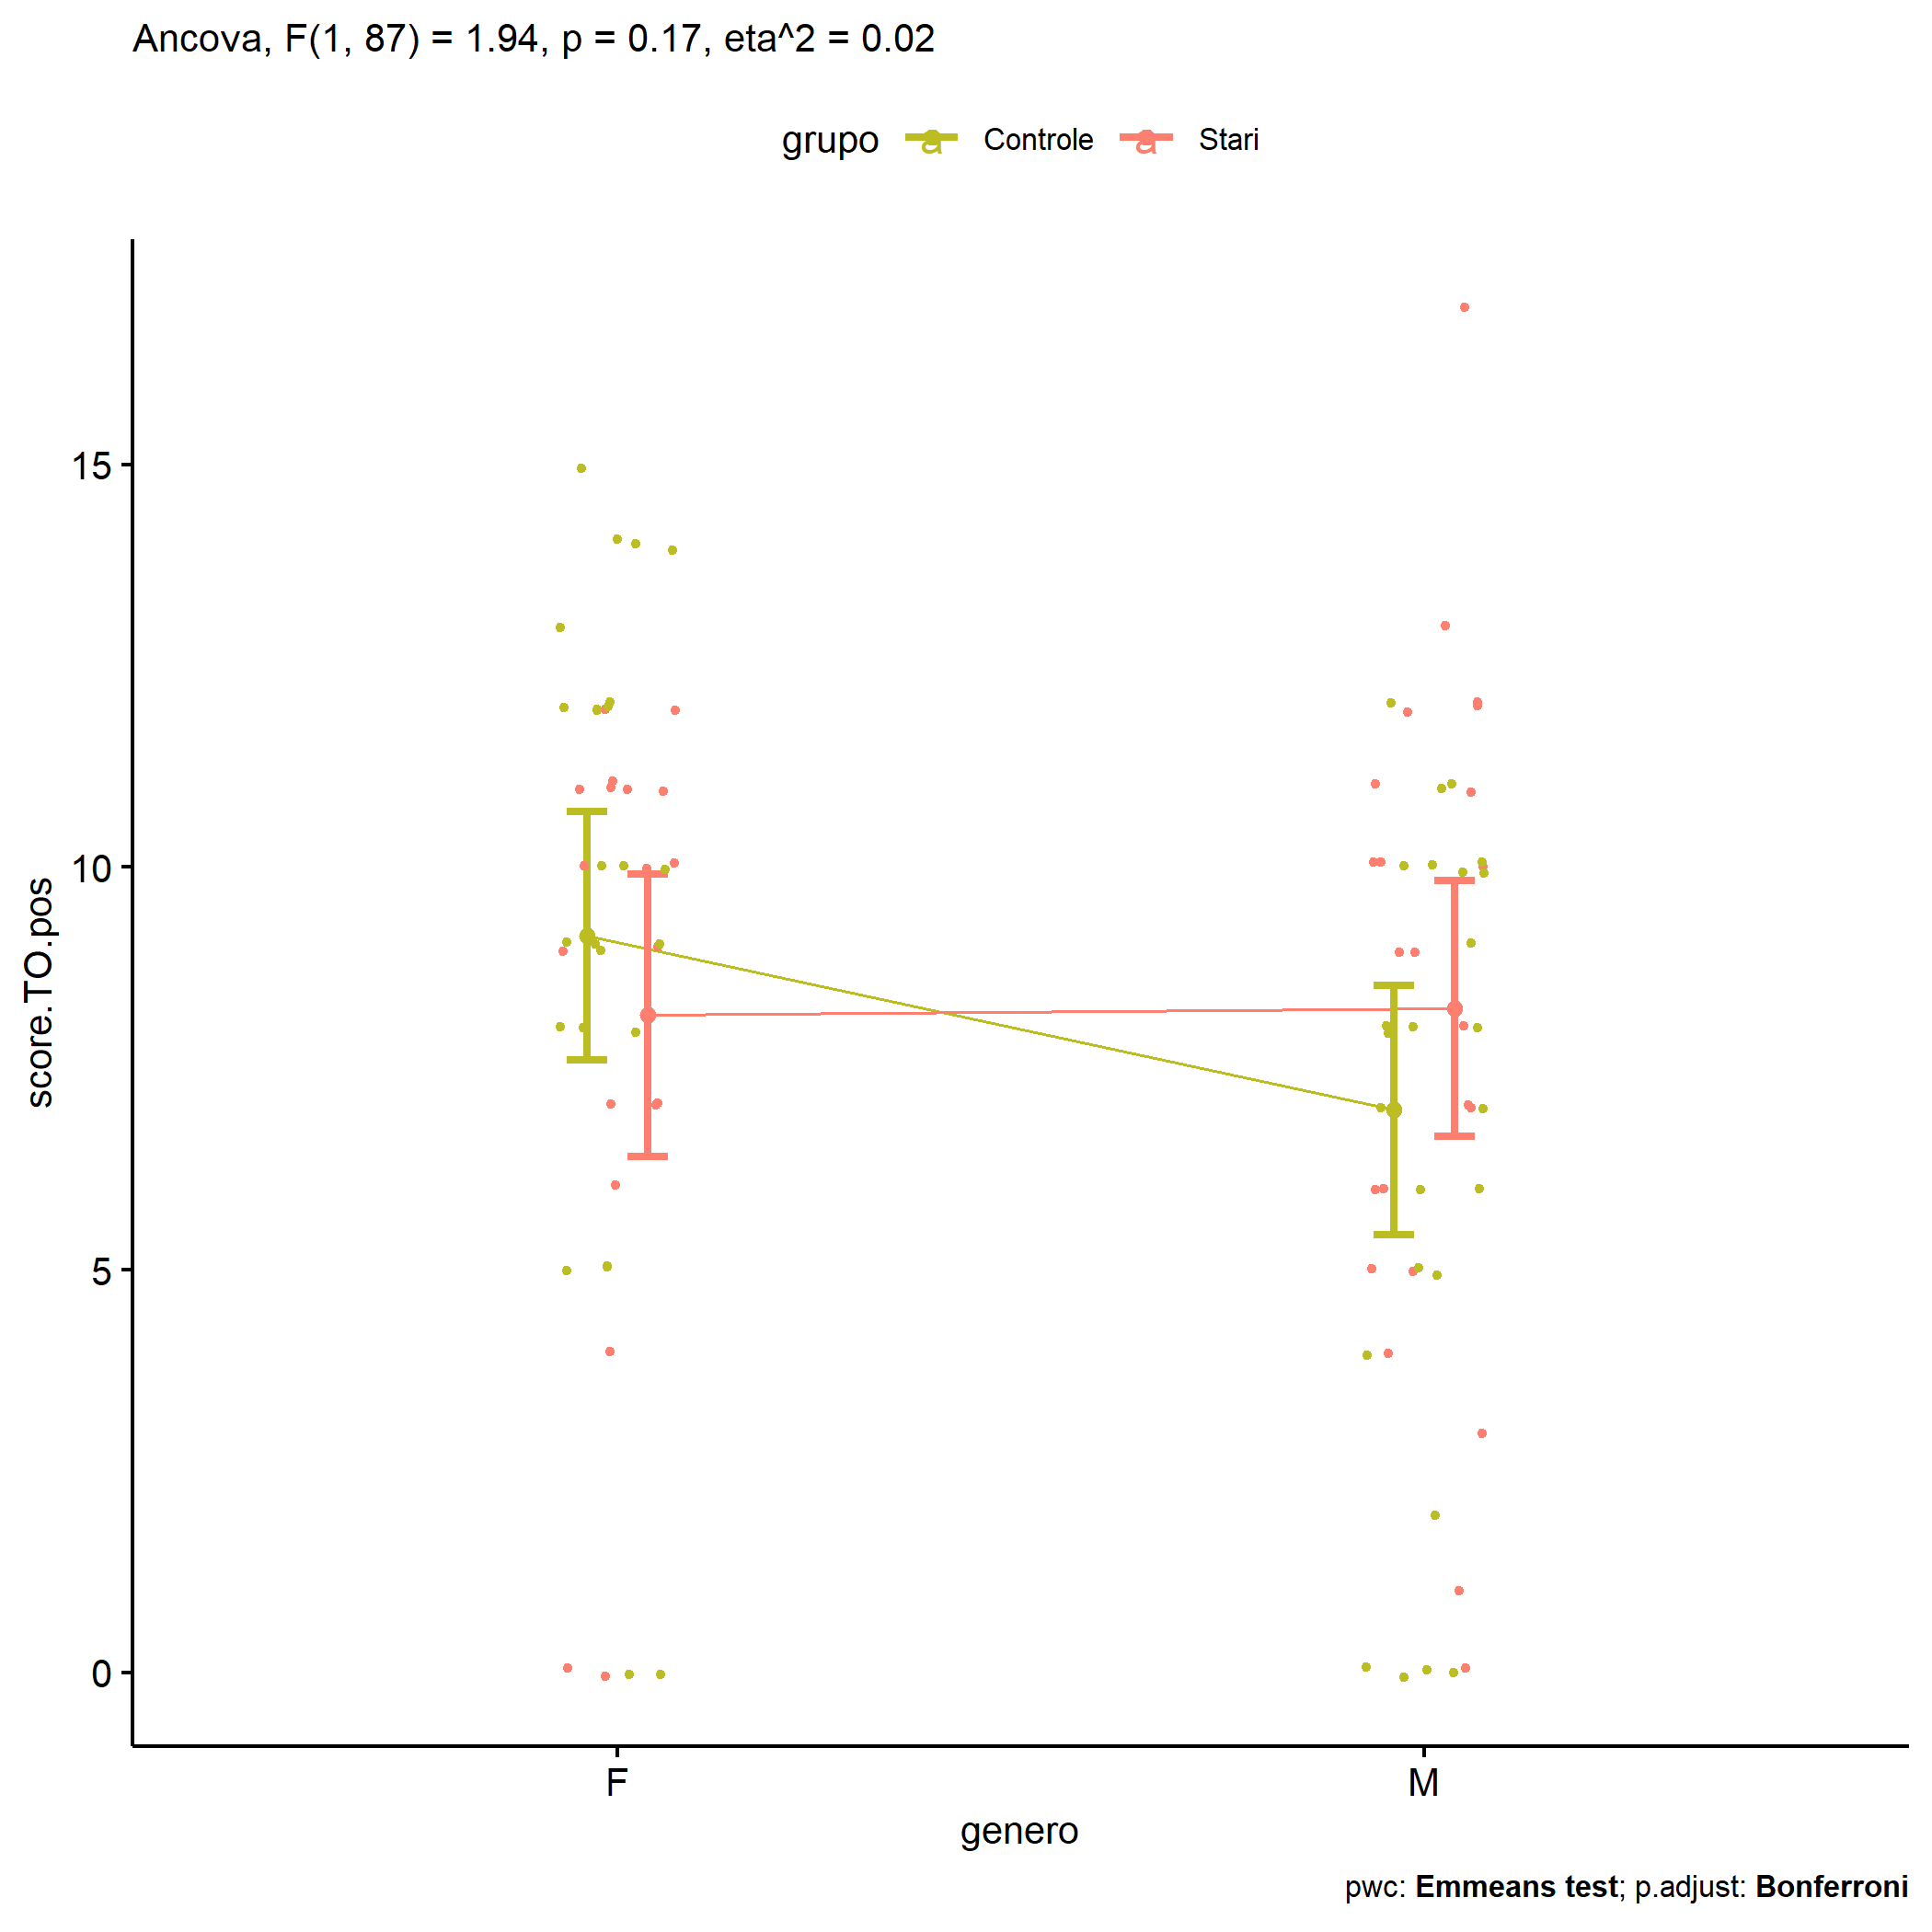 Ancova, F(1, 87) = 1.94, p = 0.17, eta^2 = 0.02
grupo a Controle a Stari
score.TO.pos
15
10
5
0
F M
genero
pwc: Emmeans test; p.adjust: Bonferroni